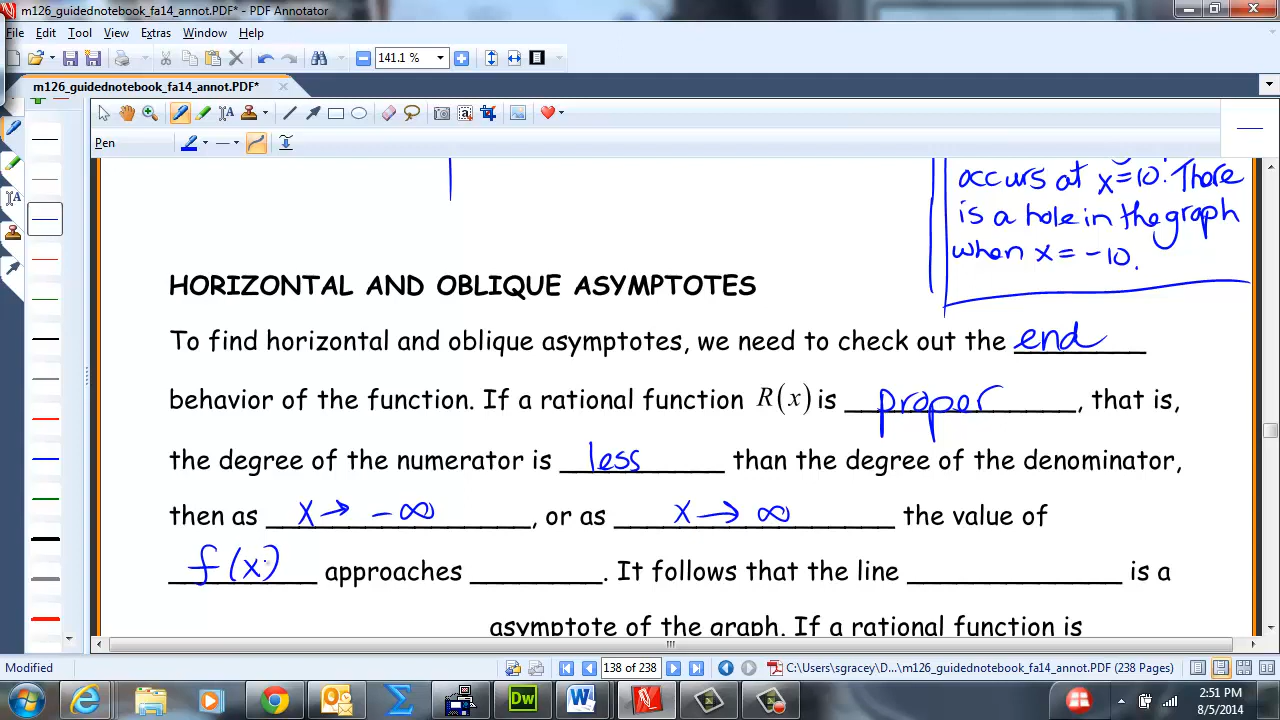 m126_guidednotebook_fa14_annot.PDF* - PDF Annotator
File Edit Tool View Extras Window Help
141.1 %
m126_guidednotebook_fa14_annot.PDF*
Pen
occurs at x=10. There
is a hole in the graph
when x = -10.
HORIZONTAL AND OBLIQUE ASYMPTOTES
To find horizontal and oblique asymptotes, we need to check out the end
behavior of the function. If a rational function R(x) is proper, that is,
the degree of the numerator is less than the degree of the denominator,
then as x → -∞, or as x → ∞ the value of
f(x) approaches ________. It follows that the line ____________ is a
asymptote of the graph. If a rational function is
Modified
138 of 238
C:\Users\sgracey\D...\m126_guidednotebook_fa14_annot.PDF (238 Pages)
Dw
W
2:51 PM
8/5/2014